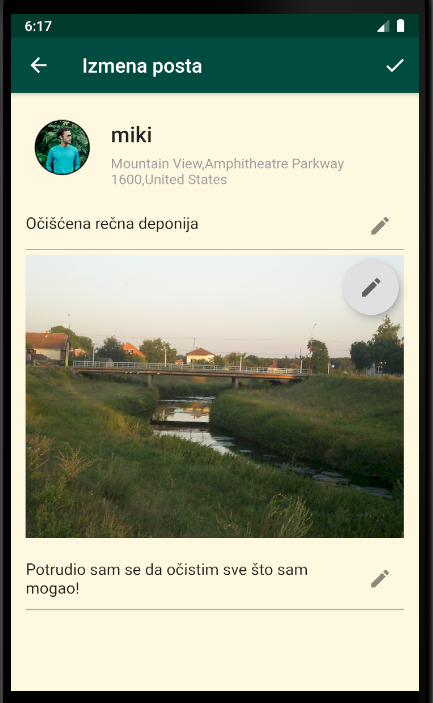 6:17
Izmena posta
miki
Mountain View,Amphitheatre Parkway
1600,United States
Očišćena rečna deponija
Potrudio sam se da očistim sve što sam
mogao!